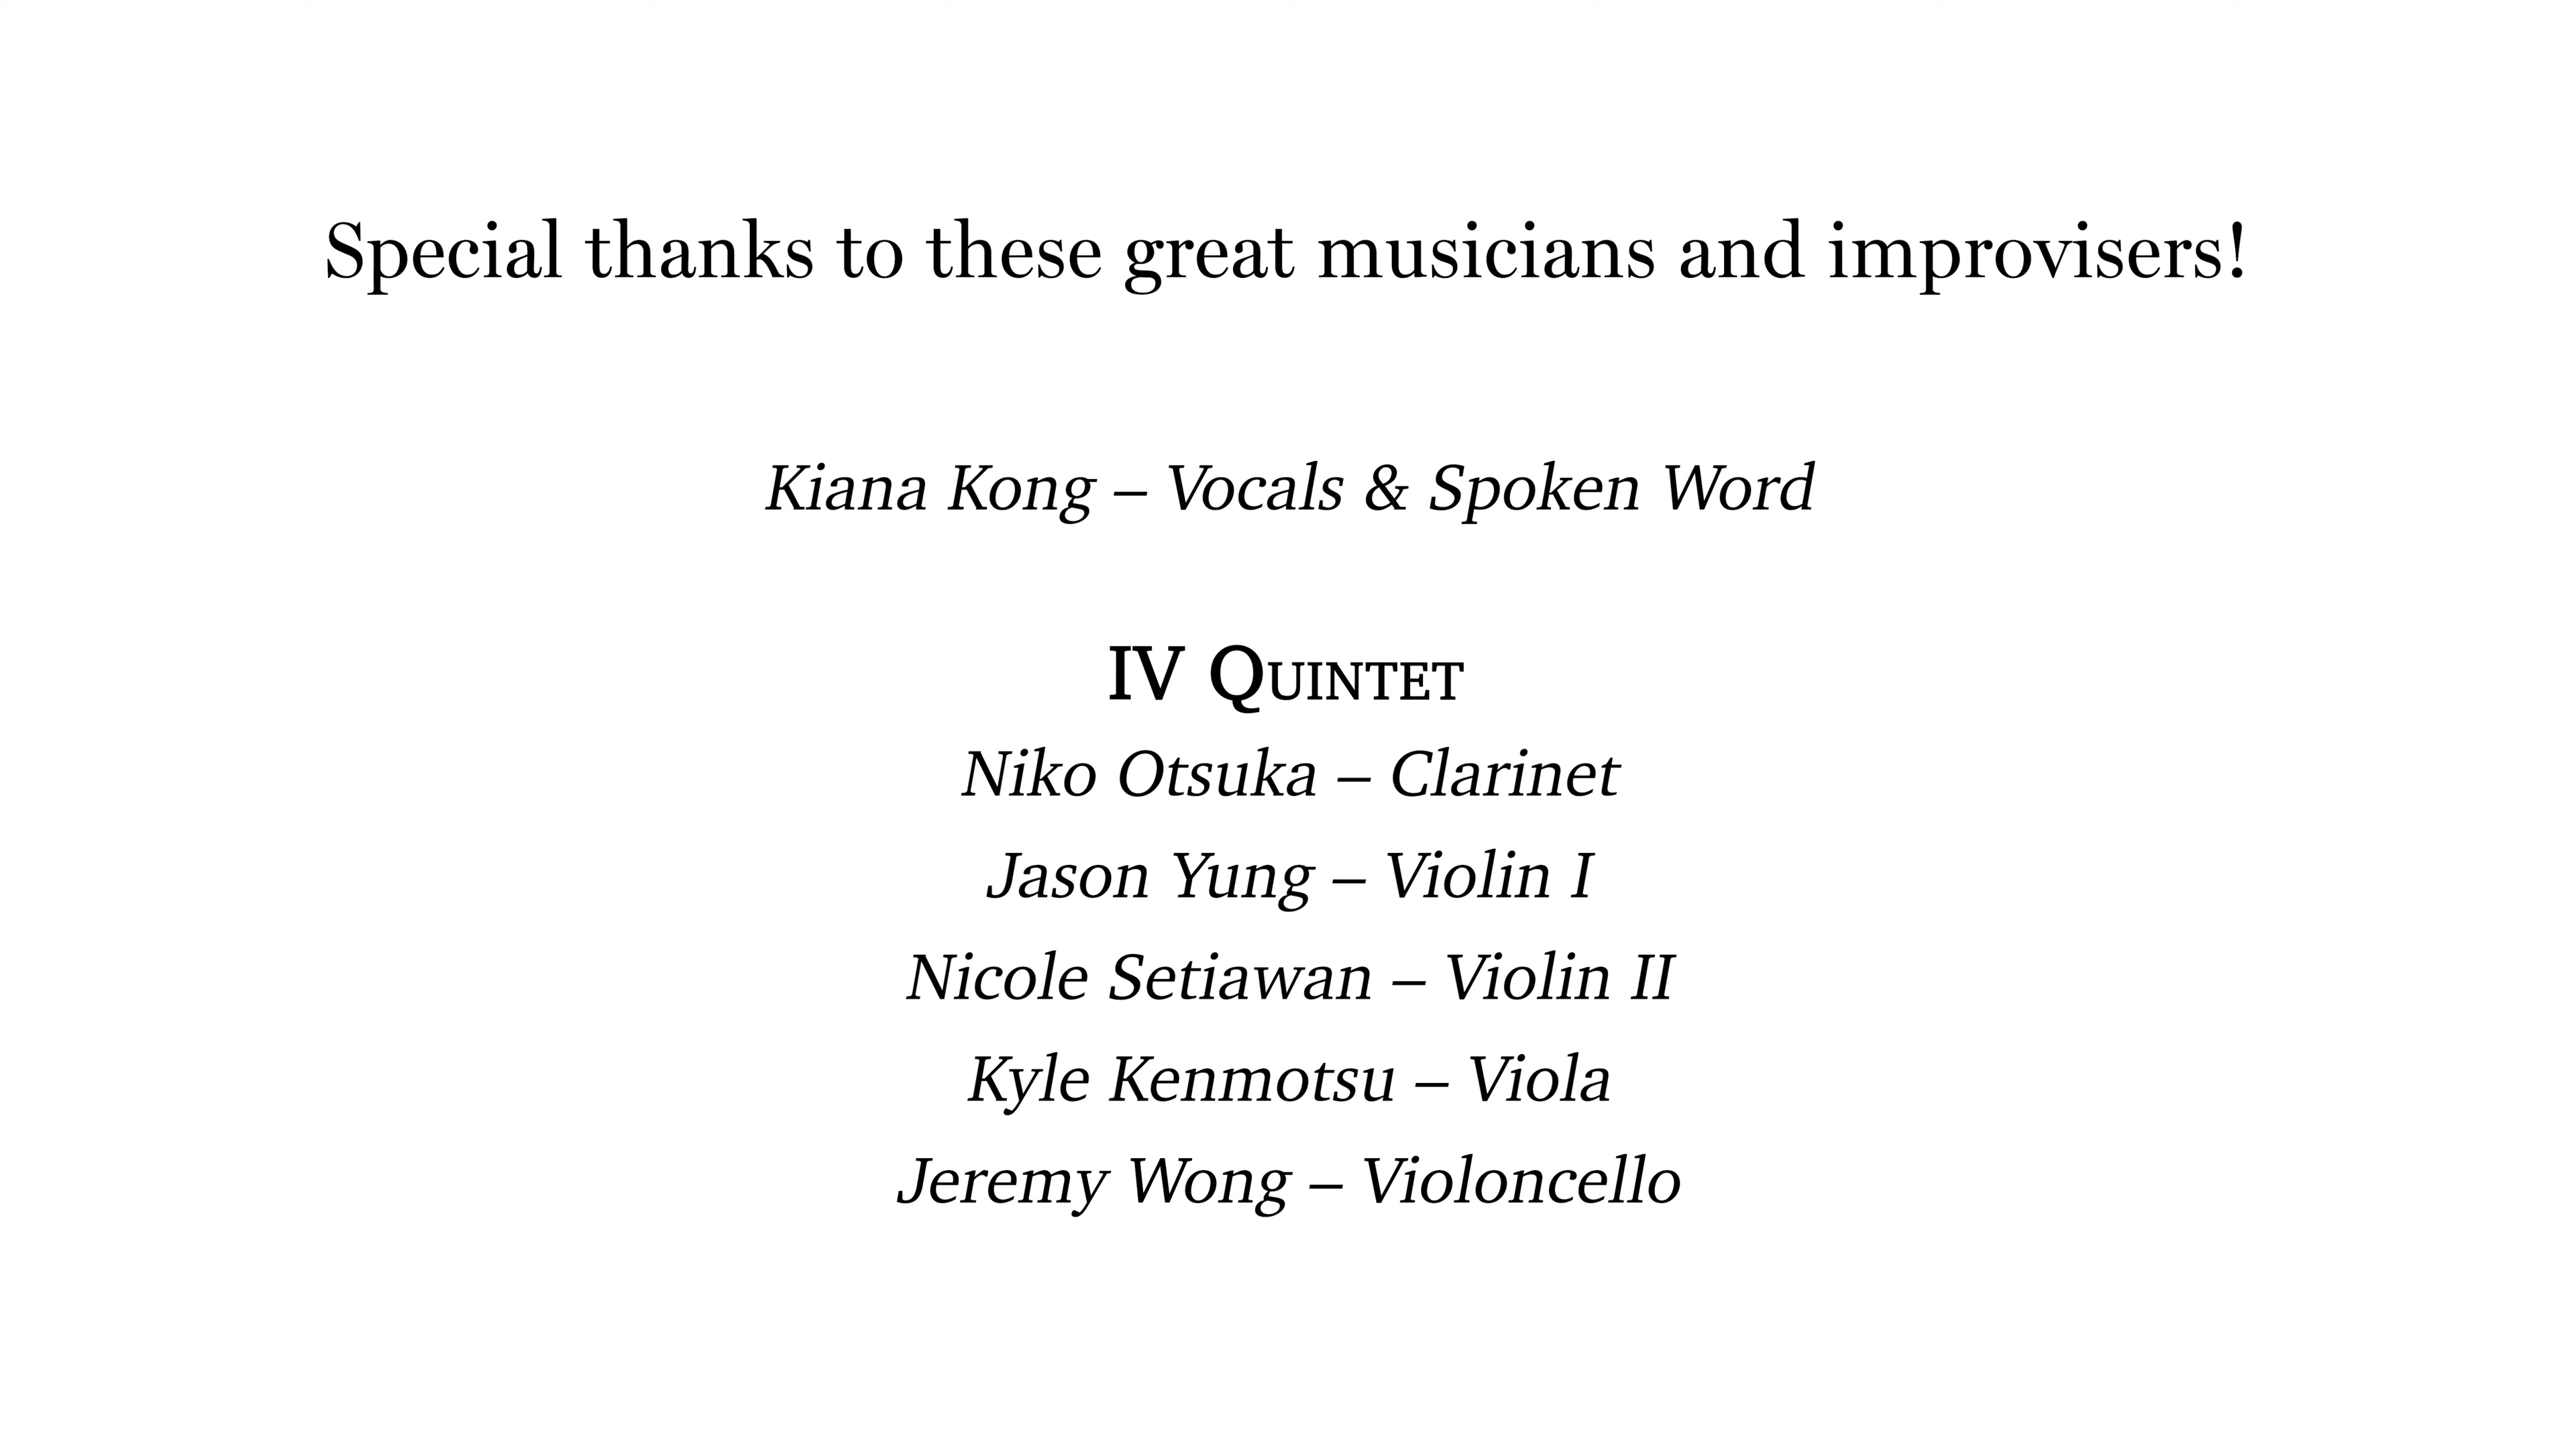 Special thanks to these great musicians and improvisers!
Kiana Kong – Vocals & Spoken Word
IV QUINTET
Niko Otsuka – Clarinet
Jason Yung – Violin I
Nicole Setiawan – Violin II
Kyle Kenmotsu – Viola
Jeremy Wong – Violoncello